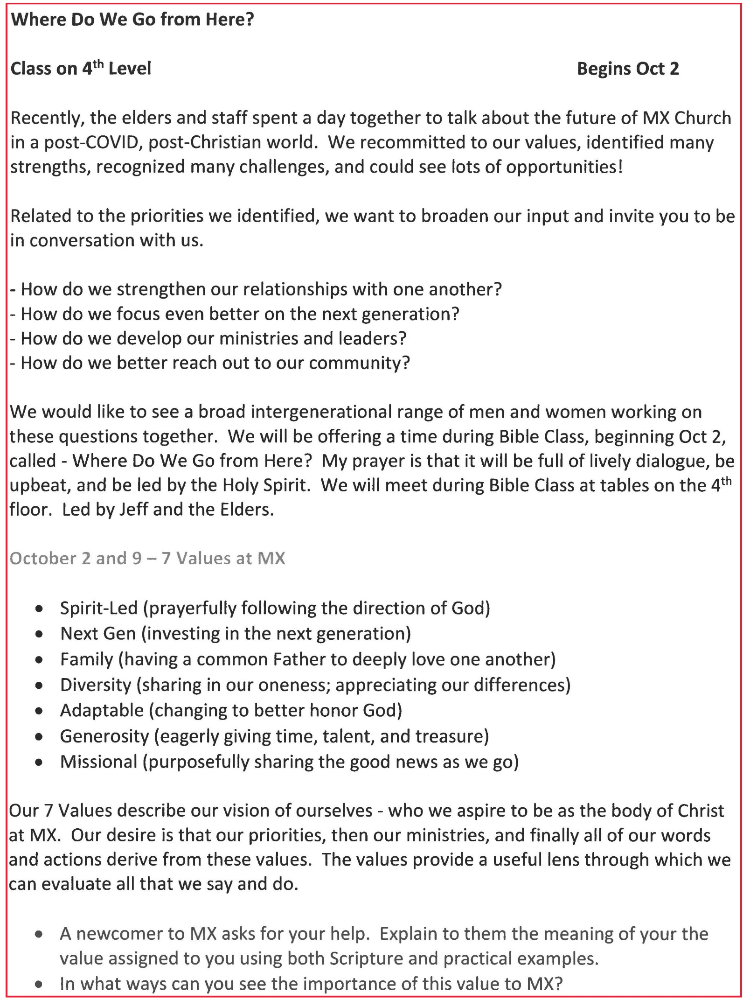 Where Do We Go from Here?
Class on 4th Level Begins Oct 2
Recently, the elders and staff spent a day together to talk about the future of MX Church
in a post-COVID, post-Christian world.  We recommitted to our values, identified many
strengths, recognized many challenges, and could see lots of opportunities!
Related to the priorities we identified, we want to broaden our input and invite you to be
in conversation with us.
- How do we strengthen our relationships with one another?
- How do we focus even better on the next generation?
- How do we develop our ministries and leaders?
- How do we better reach out to our community?
We would like to see a broad intergenerational range of men and women working on
these questions together.  We will be offering a time during Bible Class, beginning Oct 2,
called - Where Do We Go from Here?  My prayer is that it will be full of lively dialogue, be
upbeat, and be led by the Holy Spirit.  We will meet during Bible Class at tables on the 4th
floor.  Led by Jeff and the Elders.
October 2 and 9 – 7 Values at MX
• Spirit-Led (prayerfully following the direction of God)
• Next Gen (investing in the next generation)
• Family (having a common Father to deeply love one another)
• Diversity (sharing in our oneness; appreciating our differences)
• Adaptable (changing to better honor God)
• Generosity (eagerly giving time, talent, and treasure)
• Missional (purposefully sharing the good news as we go)
Our 7 Values describe our vision of ourselves - who we aspire to be as the body of Christ
at MX.  Our desire is that our priorities, then our ministries, and finally all of our words
and actions derive from these values.  The values provide a useful lens through which we
can evaluate all that we say and do.
• A newcomer to MX asks for your help.  Explain to them the meaning of your the
value assigned to you using both Scripture and practical examples.
• In what ways can you see the importance of this value to MX?